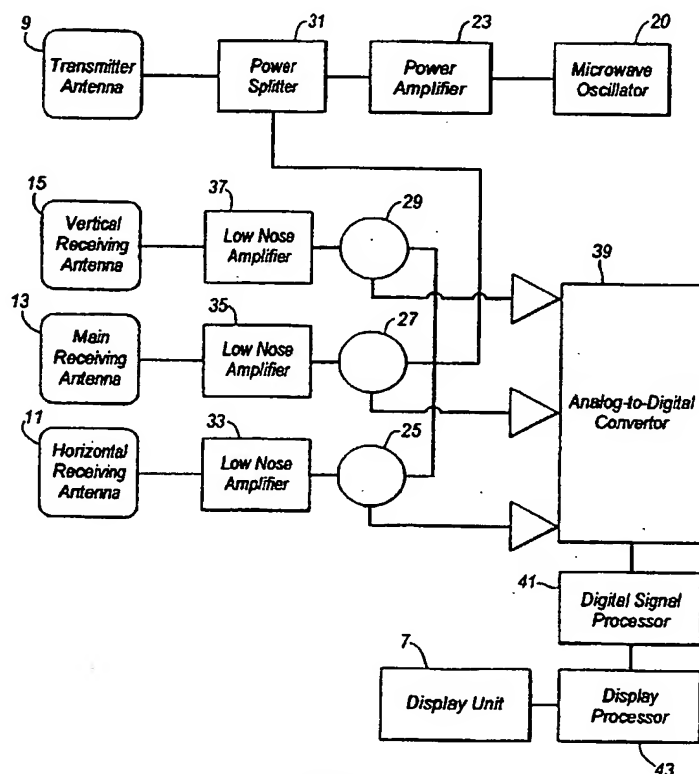 9
31
23
20
Transmitter
Antenna
Power
Splitter
Power
Amplifier
Microwave
Oscillator
15
37
29
Vertical
Receiving
Antenna
Low Nose
Amplifier
39
13
35
27
Main
Receiving
Antenna
Low Nose
Amplifier
Analog-to-Digital
Convertor
11
33
25
Horizontal
Receiving
Antenna
Low Nose
Amplifier
41
Digital Signal
Processor
7
Display Unit
Display
Processor
43